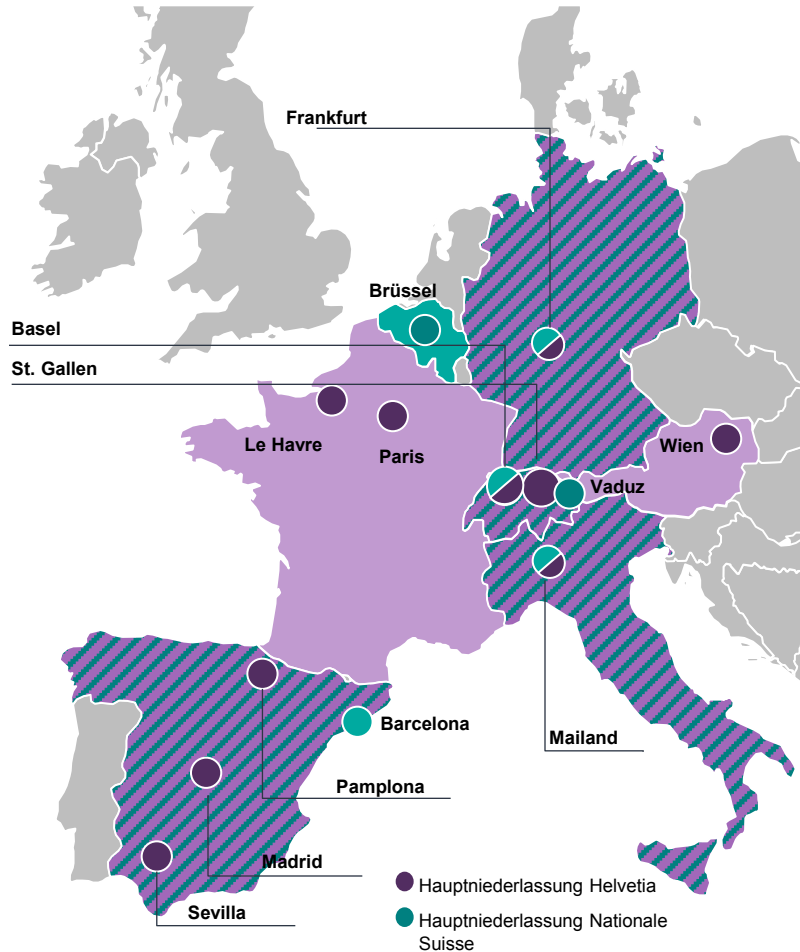 Frankfurt
Brüssel
Basel
St. Gallen
Le Havre
Paris
Wien
Vaduz
Barcelona
Mailand
Pamplona
Madrid
Sevilla
Hauptniederlassung Helvetia
Hauptniederlassung Nationale
Suisse